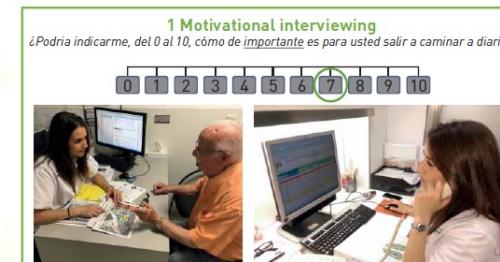 1 Motivational interviewing
¿Podria indicarme, del 0 al 10, cómo de importante es para usted salir a caminar a diari
0 1 2 3 4 5 6 7 8 9 10